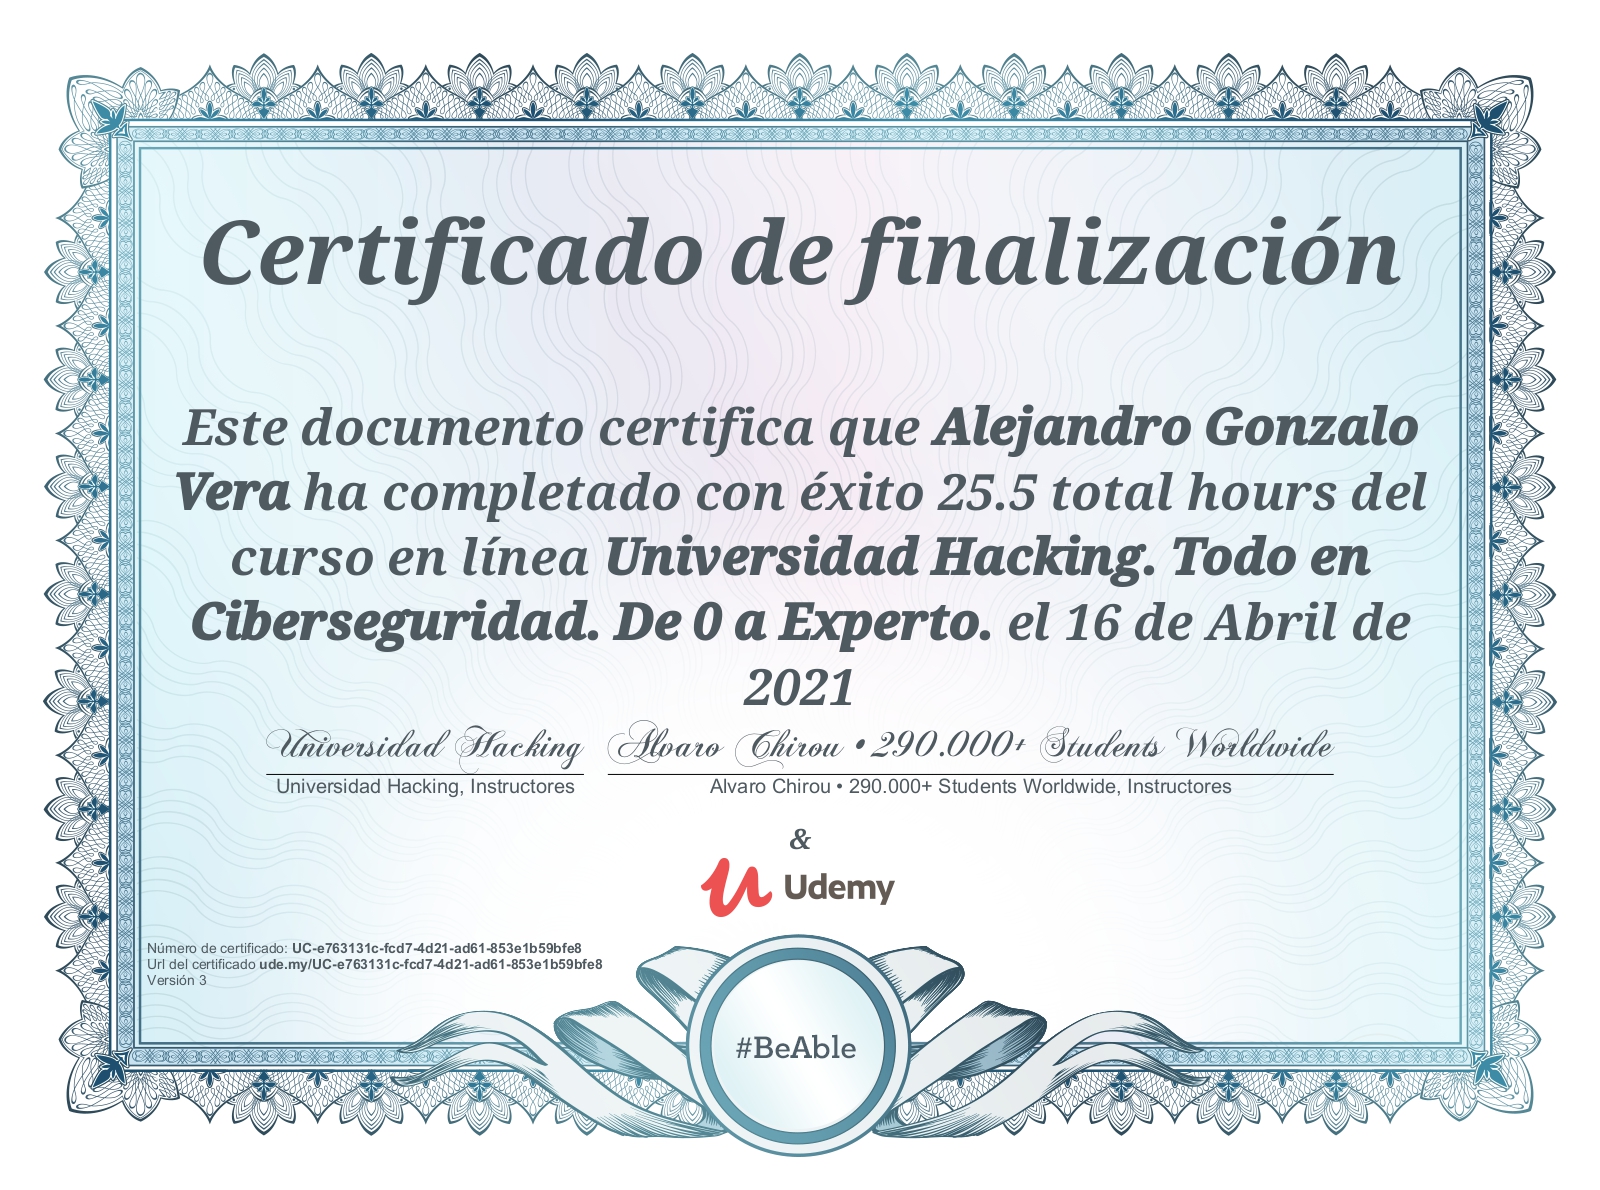 Certificado de finalización
Este documento certifica que Alejandro Gonzalo
Vera ha completado con éxito 25.5 total hours del
curso en línea Universidad Hacking. Todo en
Ciberseguridad. De 0 a Experto. el 16 de Abril de
2021
Universidad Hacking
Alvaro Chirou • 290.000+ Students Worldwide
Universidad Hacking, Instructores
Alvaro Chirou • 290.000+ Students Worldwide, Instructores
&
Udemy
Número de certificado: UC-e763131c-fcd7-4d21-ad61-853e1b59bfe8
Url del certificado ude.my/UC-e763131c-fcd7-4d21-ad61-853e1b59bfe8
Versión 3
#BeAble